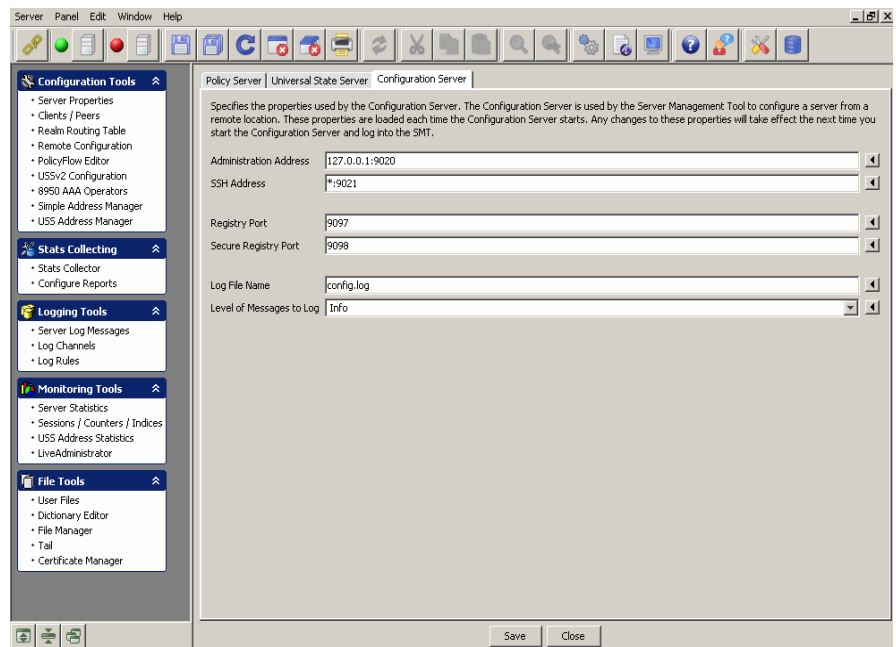 Server Panel Edit Window Help
Configuration Tools
• Server Properties
• Clients / Peers
• Realm Routing Table
• Remote Configuration
• PolicyFlow Editor
• USSv2 Configuration
• 8950 AAA Operators
• Simple Address Manager
• USS Address Manager
Stats Collecting
• Stats Collector
• Configure Reports
Logging Tools
• Server Log Messages
• Log Channels
• Log Rules
Monitoring Tools
• Server Statistics
• Sessions / Counters / Indices
• USS Address Statistics
• LiveAdministrator
File Tools
• User Files
• Dictionary Editor
• File Manager
• Tail
• Certificate Manager
Policy Server Universal State Server Configuration Server
Specifies the properties used by the Configuration Server. The Configuration Server is used by the Server Management Tool to configure a server from a
remote location. These properties are loaded each time the Configuration Server starts. Any changes to these properties will take effect the next time you
start the Configuration Server and log into the SMT.
Administration Address 127.0.0.1:9020
SSH Address *:9021
Registry Port 9097
Secure Registry Port 9098
Log File Name config.log
Level of Messages to Log Info
Save Close